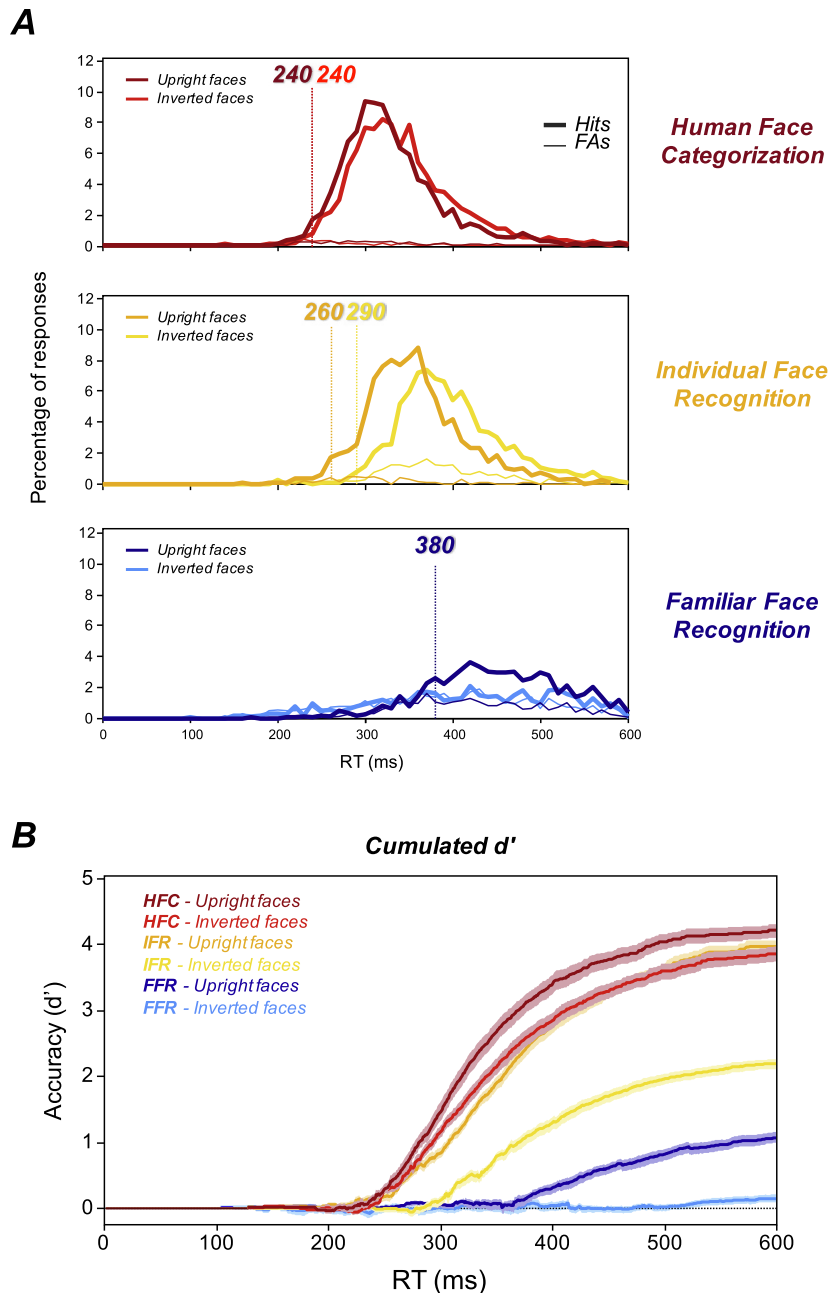 A
12
10
8
6
4
2
0
Upright faces
Inverted faces
240 240
Hits
FAs
Human Face
Categorization
Percentage of responses
12
10
8
6
4
2
0
Upright faces
Inverted faces
260 290
Individual Face
Recognition
12
10
8
6
4
2
0
Upright faces
Inverted faces
380
Familiar Face
Recognition
0 100 200 300 400 500 600
RT (ms)
B
Cumulated d'
Accuracy (d’)
5
4
3
2
1
0
HFC - Upright faces
HFC - Inverted faces
IFR - Upright faces
IFR - Inverted faces
FFR - Upright faces
FFR - Inverted faces
0 100 200 300 400 500 600
RT (ms)